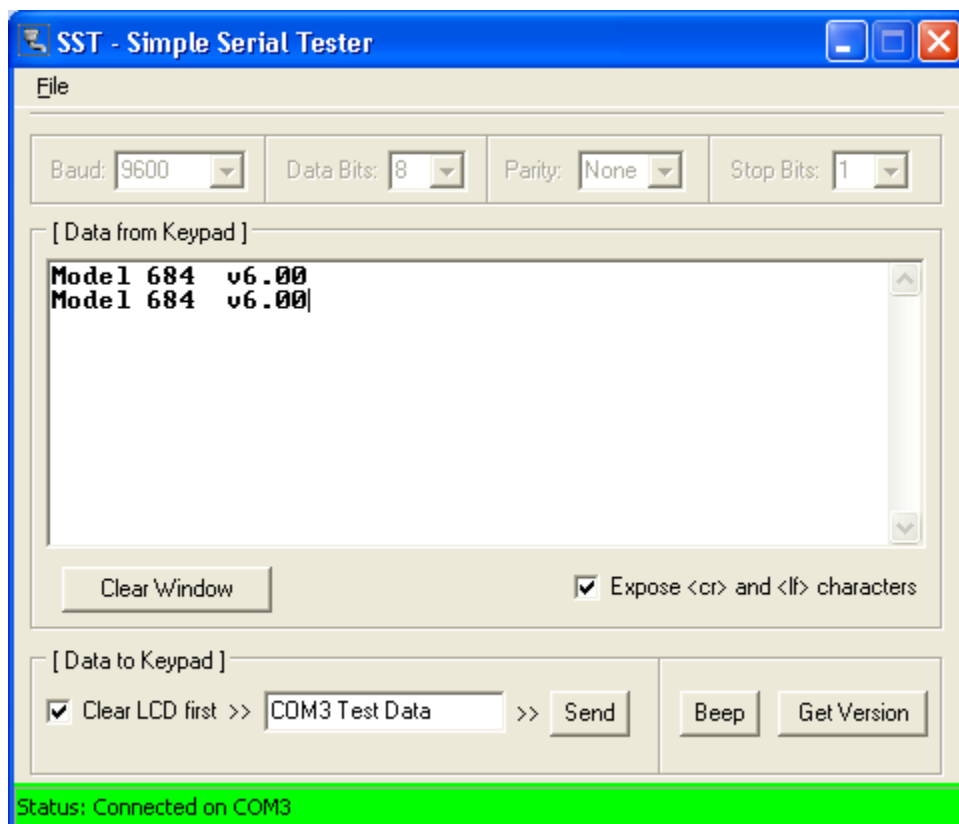 SST - Simple Serial Tester
File
Baud: 9600 Data Bits: 8 Parity: None Stop Bits: 1
[ Data from Keypad ]
Model 684 v6.00
Model 684 v6.00
Clear Window Expose <cr> and <lf> characters
[ Data to Keypad ]
Clear LCD first >> COM3 Test Data >> Send Beep Get Version
Status: Connected on COM3